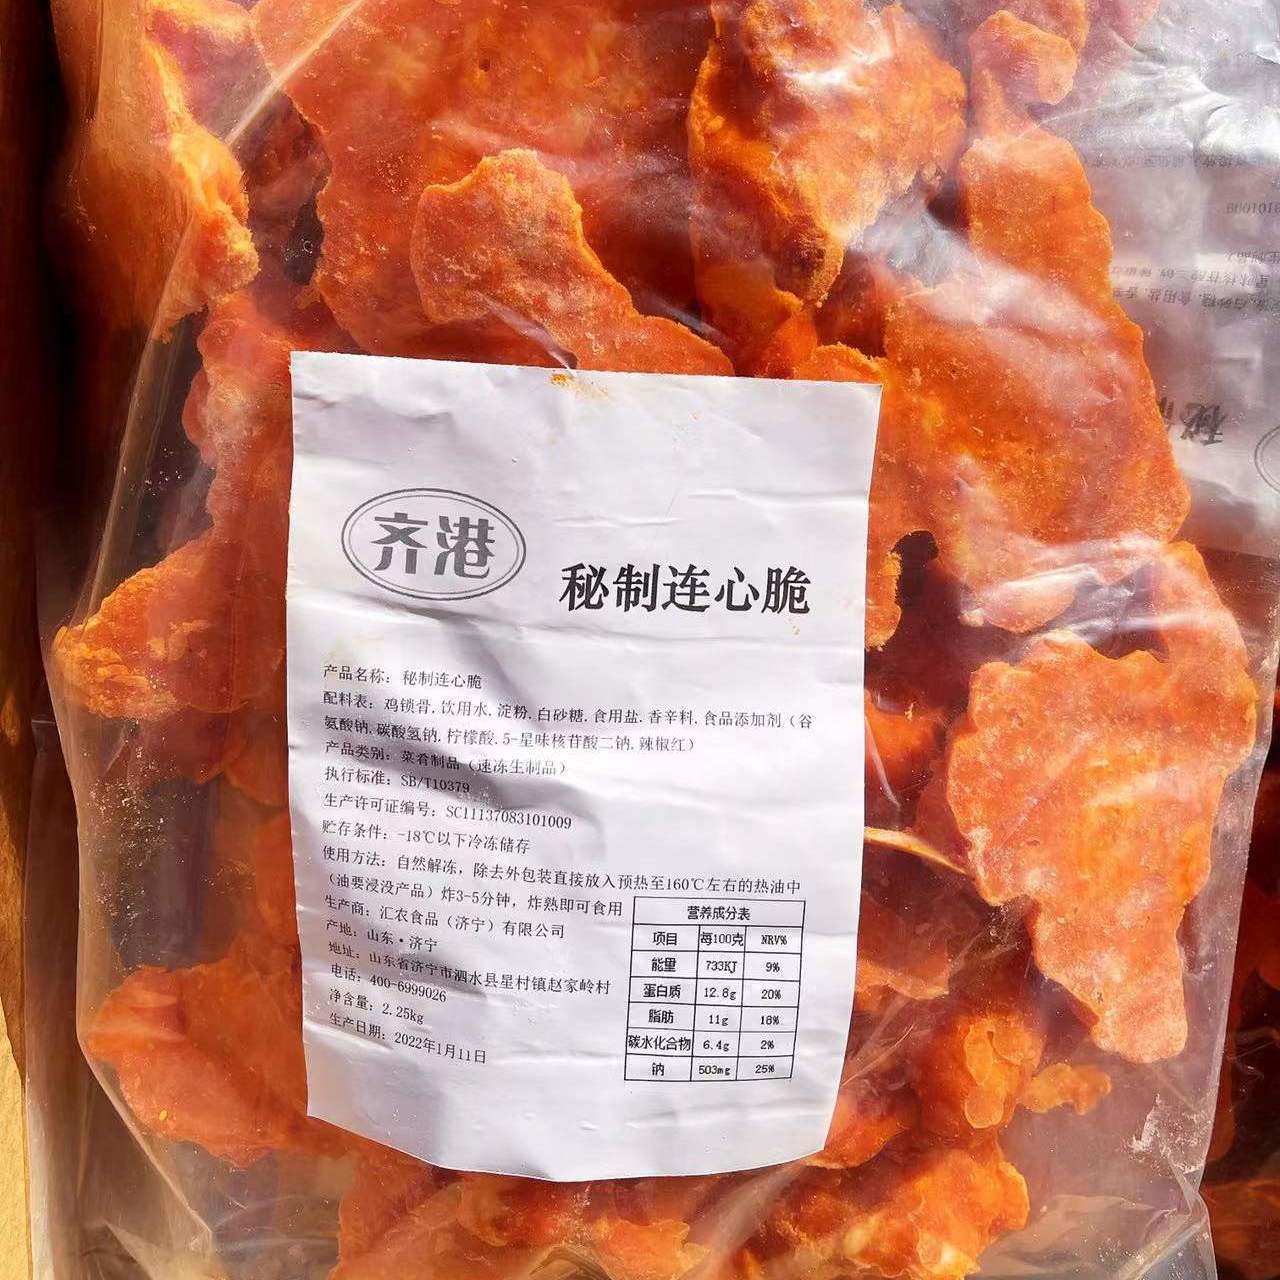 齐港
秘制连心脆
产品名称：秘制连心脆
配料表：鸡锁骨,饮用水,淀粉,白砂糖,食用盐,香辛料,食品添加剂（谷
氨酸钠,碳酸氢钠,柠檬酸,5-星味核苷酸二钠,辣椒红）
产品类别：菜肴制品（速冻生制品）
执行标准：SB/T10379
生产许可证编号：SC11137083101009
贮存条件：-18℃以下冷冻储存
使用方法：自然解冻，除去外包装直接放入预热至160℃左右的热油中
（油要浸没产品）炸3-5分钟，炸熟即可食用
生产商：汇农食品（济宁）有限公司
产地：山东·济宁
地址：山东省济宁市泗水县星村镇赵家岭村
电话：400-6999026
净含量：2.25kg
生产日期：2022年1月11日
营养成分表
项目 每100克 NRV%
能量 733KJ 9%
蛋白质 12.8g 20%
脂肪 11g 18%
碳水化合物 6.4g 2%
钠 503mg 25%